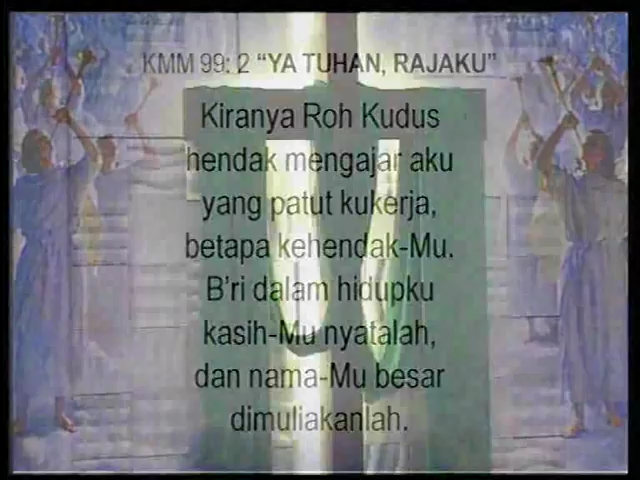 KMM 99: 2 “YA TUHAN, RAJAKU”
Kiranya Roh Kudus
hendak mengajar aku
yang patut kukerja,
betapa kehendak-Mu.
B'ri dalam hidupku
kasih-Mu nyatalah,
dan nama-Mu besar
dimuliakanlah.